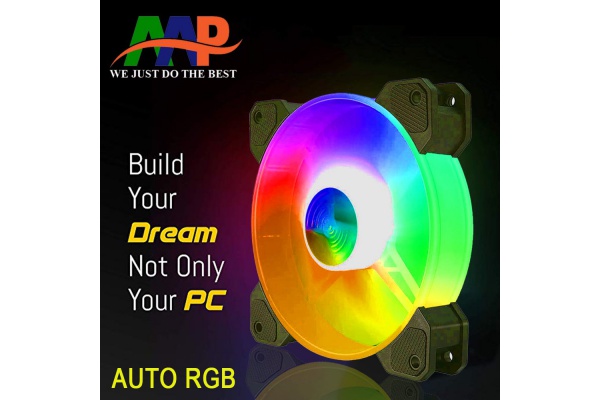 AAP
WE JUST DO THE BEST
Build
Your
Dream
Not Only
Your PC
AUTO RGB